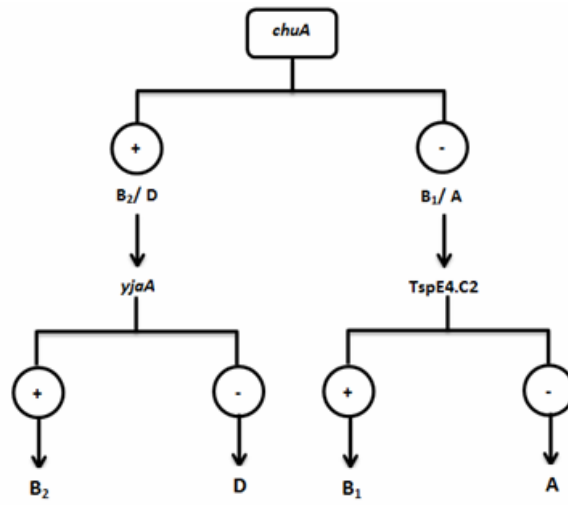 chuA
+ -
B₂/ D B₁/ A
yjaA TspE4.C2
+ - + -
B₂ D B₁ A